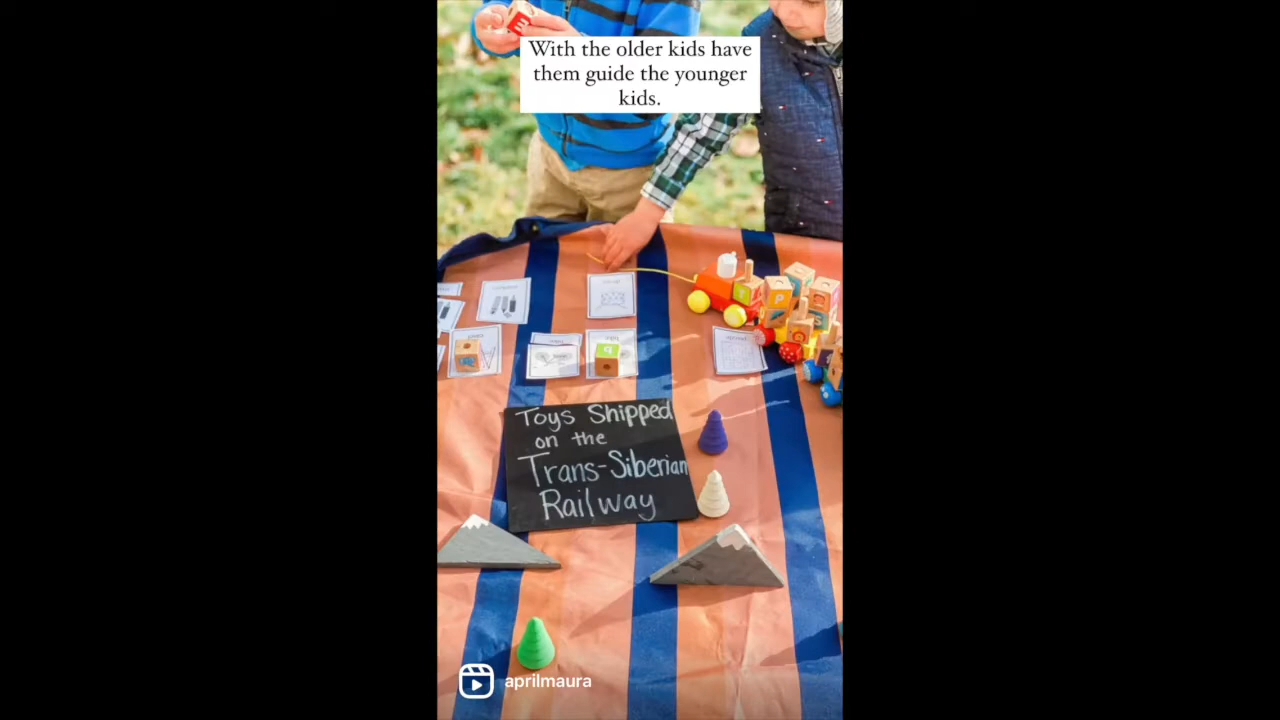 With the older kids have
them guide the younger
kids.
Toys Shipped
on the
Trans-Siberian
Railway
aprilmaura